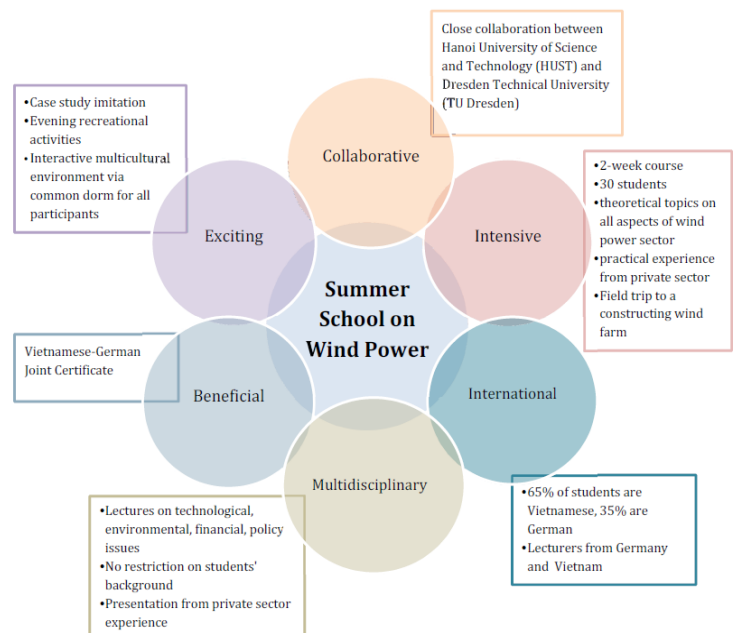 Close collaboration between
Hanoi University of Science
and Technology (HUST) and
Dresden Technical University
(TU Dresden)
•Case study imitation
•Evening recreational
activities
• Interactive multicultural
environment via
common dorm for all
participants
Collaborative
•2-week course
•30 students
•theoretical topics on
all aspects of wind
power sector
•practical experience
from private sector
•Field trip to a
constructing wind
farm
Exciting
Intensive
Summer
School on
Wind Power
Vietnamese-German
Joint Certificate
Beneficial
International
Multidisciplinary
•65% of students are
Vietnamese, 35% are
German
•Lecturers from Germany
and Vietnam
•Lectures on technological,
environmental, financial, policy
issues
•No restriction on students'
background
•Presentation from private sector
experience